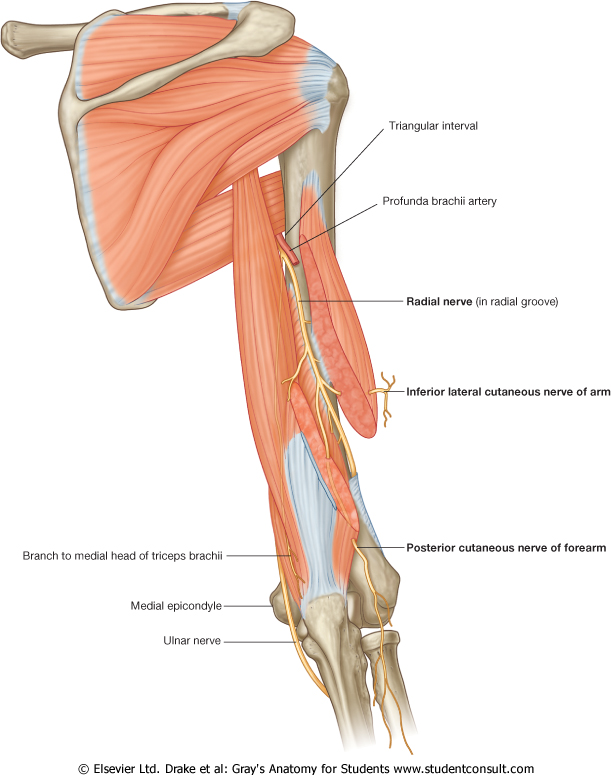 Triangular interval
Profunda brachii artery
Radial nerve (in radial groove)
Inferior lateral cutaneous nerve of arm
Posterior cutaneous nerve of forearm
Branch to medial head of triceps brachii
Medial epicondyle
Ulnar nerve
© Elsevier Ltd. Drake et al: Gray's Anatomy for Students www.studentconsult.com